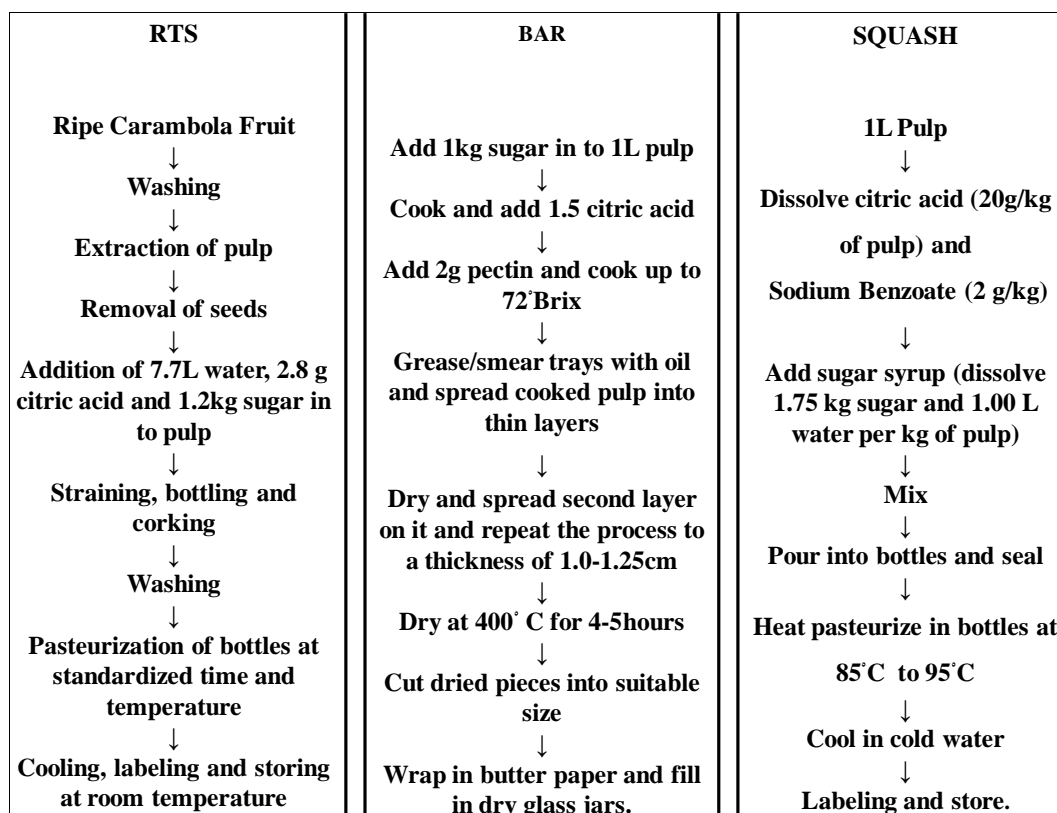 RTS
Ripe Carambola Fruit
↓
Washing
↓
Extraction of pulp
↓
Removal of seeds
↓
Addition of 7.7L water, 2.8 g
citric acid and 1.2kg sugar in
to pulp
↓
Straining, bottling and
corking
↓
Washing
↓
Pasteurization of bottles at
standardized time and
temperature
↓
Cooling, labeling and storing
at room temperature
BAR
Add 1kg sugar in to 1L pulp
↓
Cook and add 1.5 citric acid
↓
Add 2g pectin and cook up to
72°Brix
↓
Grease/smear trays with oil
and spread cooked pulp into
thin layers
↓
Dry and spread second layer
on it and repeat the process to
a thickness of 1.0-1.25cm
↓
Dry at 400° C for 4-5hours
↓
Cut dried pieces into suitable
size
↓
Wrap in butter paper and fill
in dry glass jars.
SQUASH
1L Pulp
↓
Dissolve citric acid (20g/kg
of pulp) and
Sodium Benzoate (2 g/kg)
↓
Add sugar syrup (dissolve
1.75 kg sugar and 1.00 L
water per kg of pulp)
↓
Mix
↓
Pour into bottles and seal
↓
Heat pasteurize in bottles at
85°C to 95°C
↓
Cool in cold water
↓
Labeling and store.